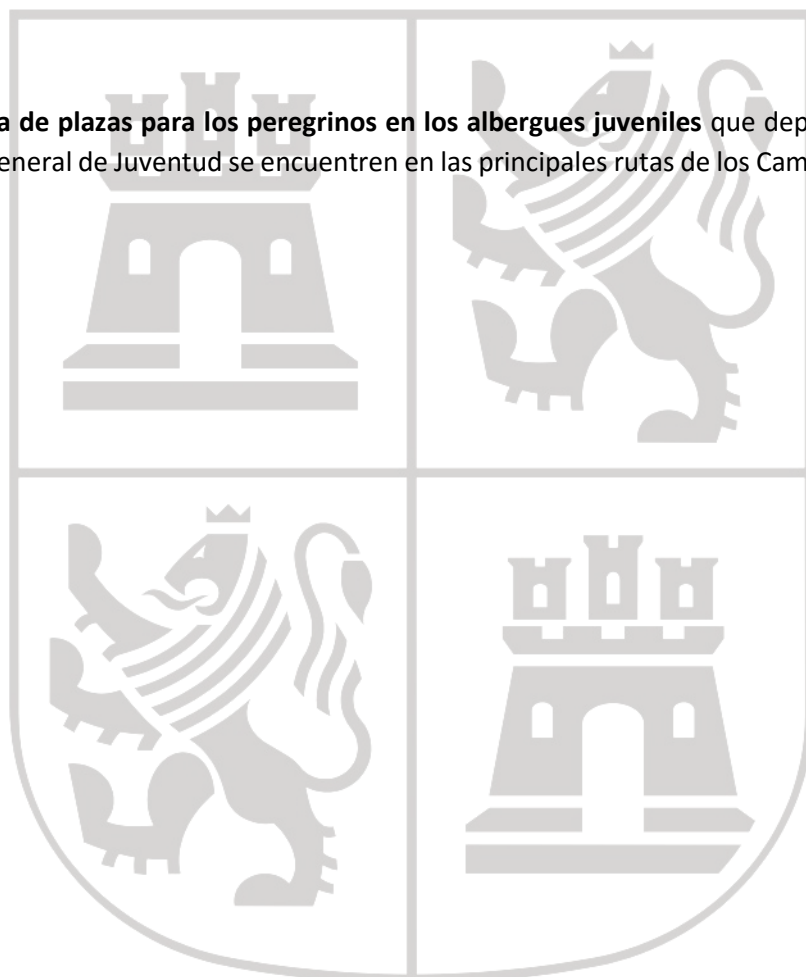 a de plazas para los peregrinos en los albergues juveniles que dep
eneral de Juventud se encuentren en las principales rutas de los Cam